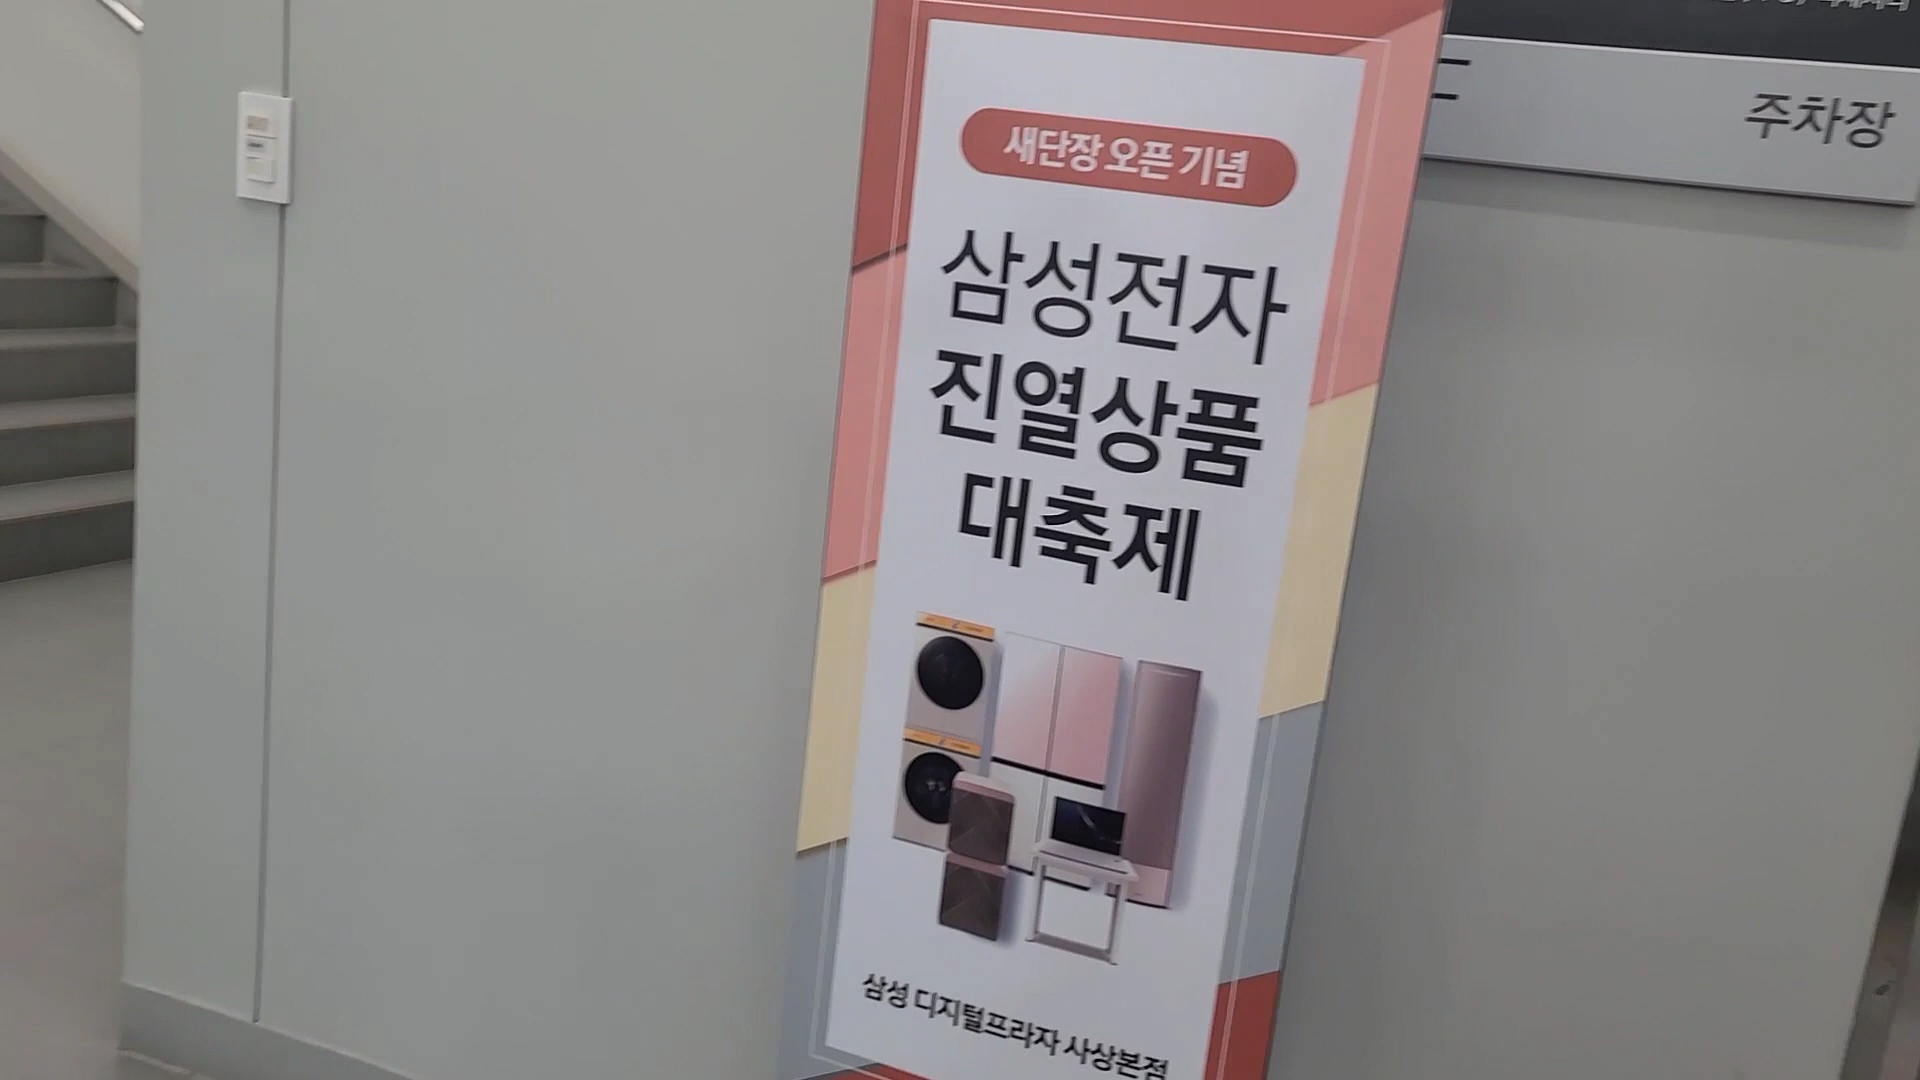 새단장 오픈 기념
삼성전자
진열상품
대축제
삼성 디지털프라자 사상본점
주차장